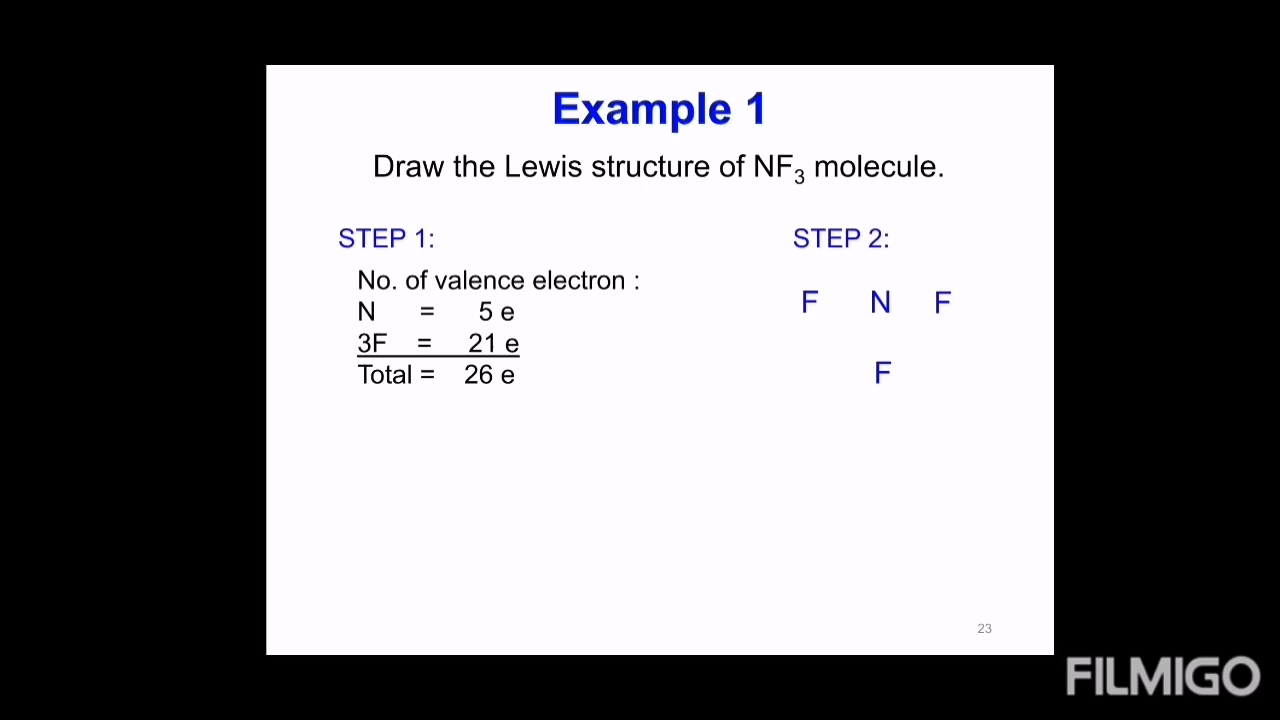 Example 1
Draw the Lewis structure of NF₃ molecule.
STEP 1:
No. of valence electron :
N = 5 e
3F = 21 e
Total = 26 e
STEP 2:
F N F
F
23
FILMIGO